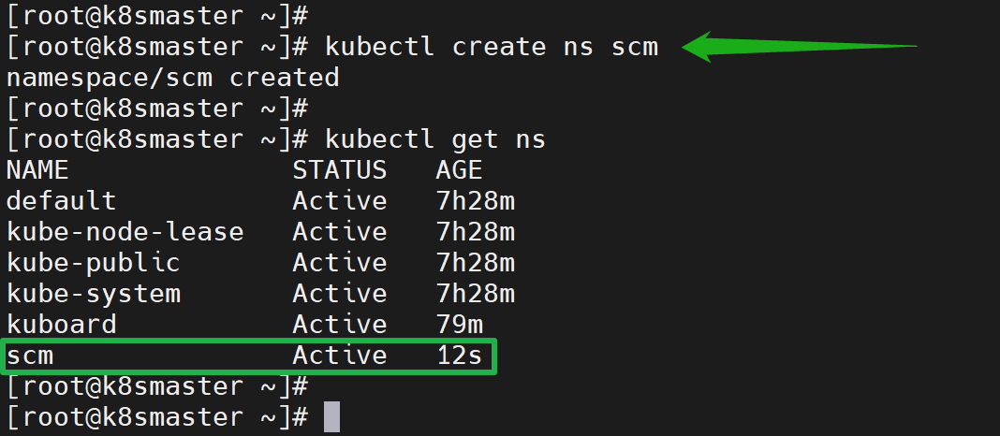 [root@k8smaster ~]#
[root@k8smaster ~]# kubectl create ns scm
namespace/scm created
[root@k8smaster ~]#
[root@k8smaster ~]# kubectl get ns
NAME              STATUS   AGE
default           Active   7h28m
kube-node-lease   Active   7h28m
kube-public       Active   7h28m
kube-system       Active   7h28m
kuboard           Active   79m
scm               Active   12s
[root@k8smaster ~]#
[root@k8smaster ~]#